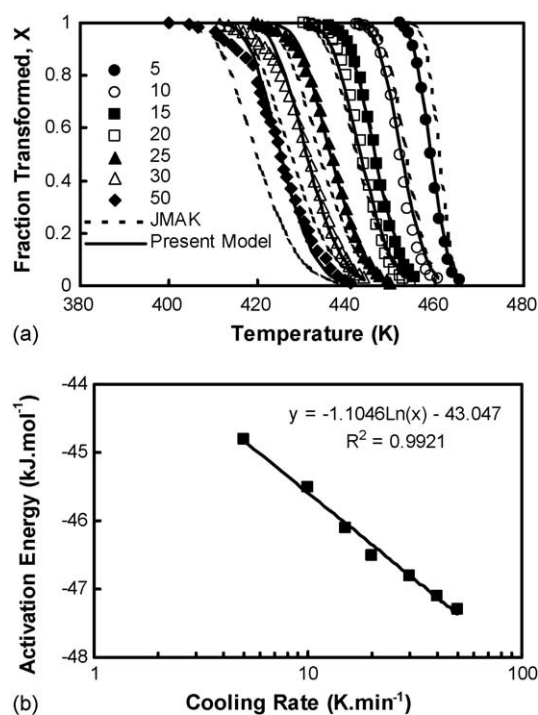 Fraction Transformed, X
1
0.8
0.6
0.4
0.2
0
5
10
15
20
25
30
50
JMAK
Present Model
380 400 420 440 460 480
(a) Temperature (K)
Activation Energy (kJ.mol-1)
-44
-45
-46
-47
-48
y = -1.1046Ln(x) - 43.047
R2 = 0.9921
1 10 100
(b) Cooling Rate (K.min-1)